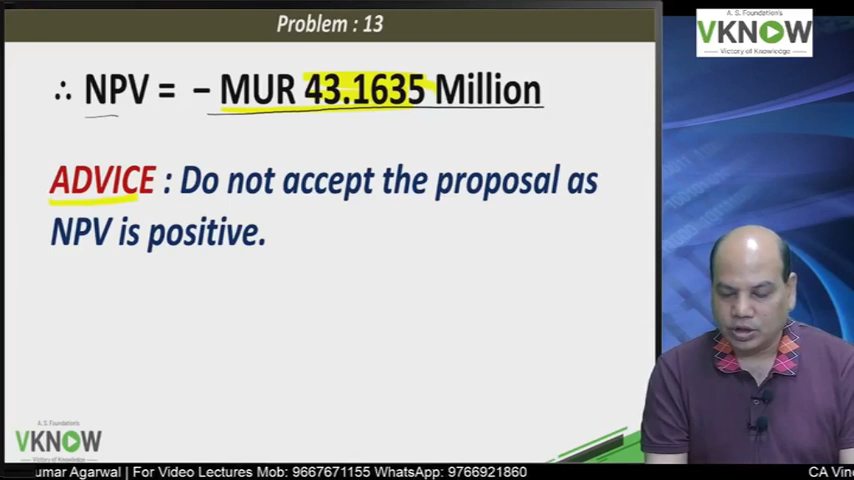 Problem : 13
A. S. Foundation's
VKNOW
Victory of Knowledge
∴ NPV = – MUR 43.1635 Million
ADVICE : Do not accept the proposal as
NPV is positive.
A. S. Foundation's
VKNOW
Victory of Knowledge
umar Agarwal | For Video Lectures Mob: 9667671155 WhatsApp: 9766921860
CA Vin